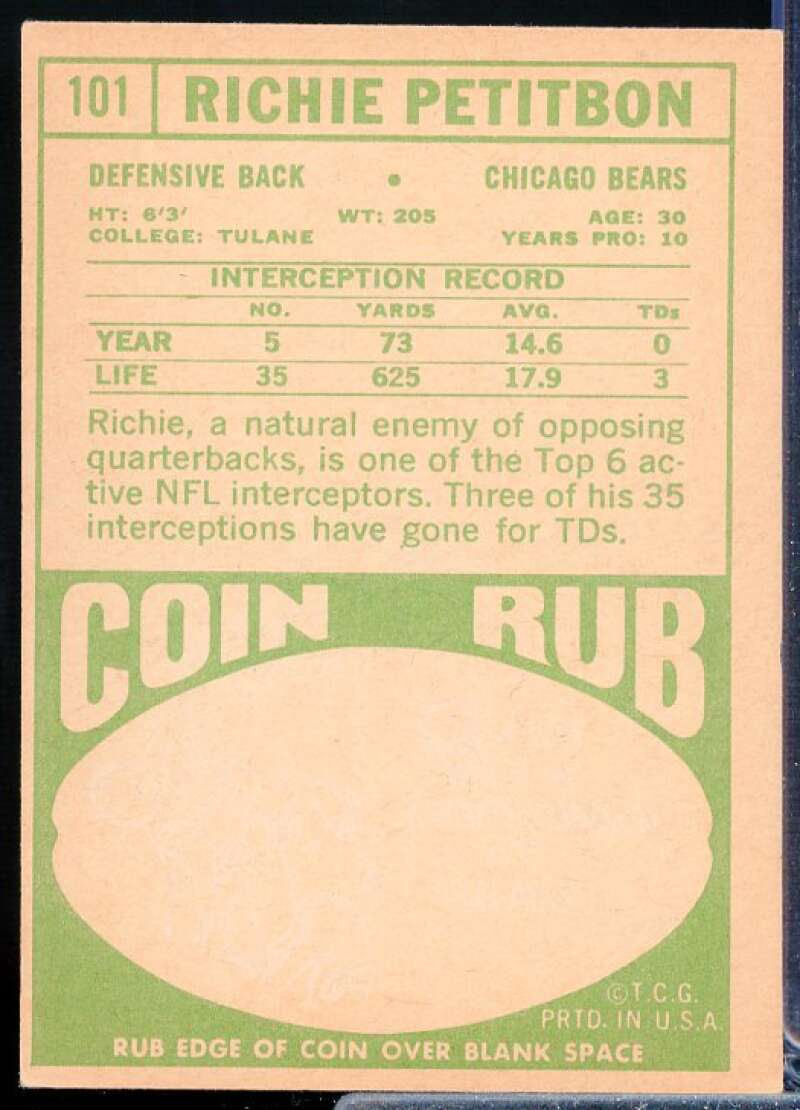 101 RICHIE PETITBON
DEFENSIVE BACK • CHICAGO BEARS
HT: 6'3' WT: 205 AGE: 30
COLLEGE: TULANE YEARS PRO: 10
INTERCEPTION RECORD
NO. YARDS AVG. TDs
YEAR 5 73 14.6 0
LIFE 35 625 17.9 3
Richie, a natural enemy of opposing
quarterbacks, is one of the Top 6 ac-
tive NFL interceptors. Three of his 35
interceptions have gone for TDs.
COIN RUB
©T.C.G.
PRTD. IN U.S.A.
RUB EDGE OF COIN OVER BLANK SPACE